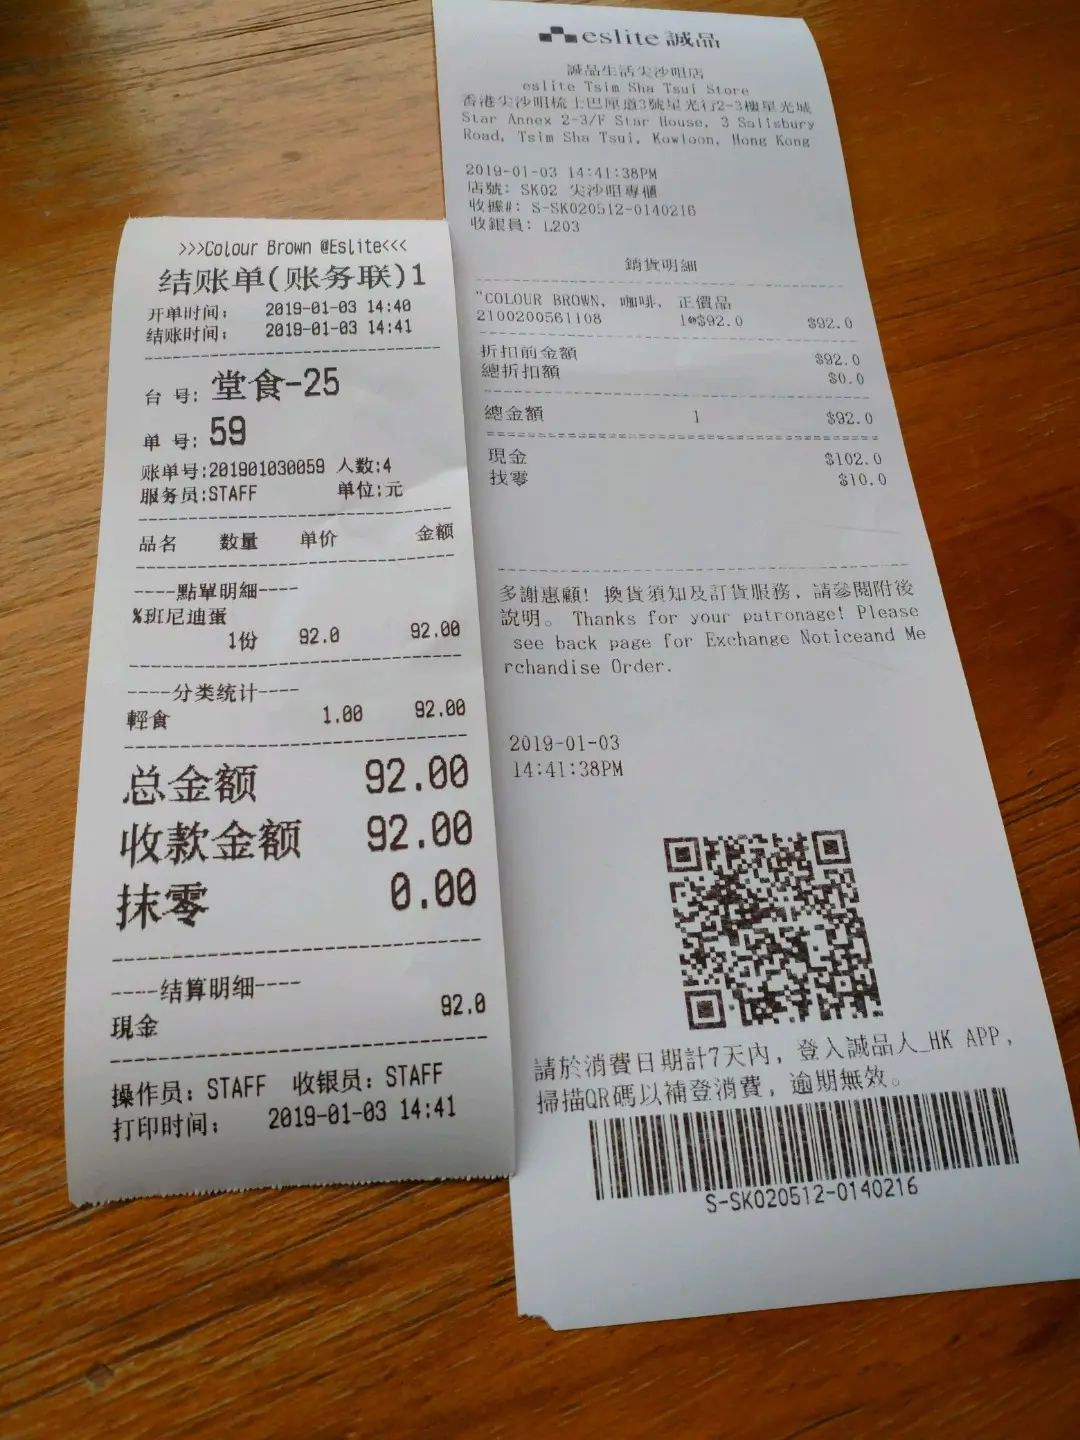 >>>Colour Brown @Eslite<<<
结账单(账务联)1
开单时间: 2019-01-03 14:40
结账时间: 2019-01-03 14:41
台 号: 堂食-25
单 号: 59
账单号:201901030059 人数:4
服务员:STAFF 单位:元
品名 数量 单价 金额
----點單明細----
%班尼迪蛋
1份 92.0 92.00
----分类统计----
輕食 1.00 92.00
总金额 92.00
收款金额 92.00
抹零 0.00
----结算明细----
現金 92.0
操作员: STAFF 收银员: STAFF
打印时间: 2019-01-03 14:41
eslite 誠品
誠品生活尖沙咀店
eslite Tsim Sha Tsui Store
香港尖沙咀梳士巴厘道3號星光行2-3樓星光城
Star Annex 2-3/F Star House, 3 Salisbury
Road, Tsim Sha Tsui, Kowloon, Hong Kong
2019-01-03 14:41:38PM
店號: SK02 尖沙咀專櫃
收據#: S-SK020512-0140216
收銀員: L203
銷貨明細
"COLOUR BROWN, 咖啡, 正價品
2100200561108 1@$92.0 $92.0
折扣前金額 $92.0
總折扣額 $0.0
總金額 1 $92.0
現金 $102.0
找零 $10.0
多謝惠顧! 換貨須知及訂貨服務, 請參閱附後
說明。 Thanks for your patronage! Please
see back page for Exchange Noticeand Me
rchandise Order.
2019-01-03
14:41:38PM
請於消費日期計7天內, 登入誠品人_HK APP,
掃描QR碼以補登消費, 逾期無效。
S-SK020512-0140216